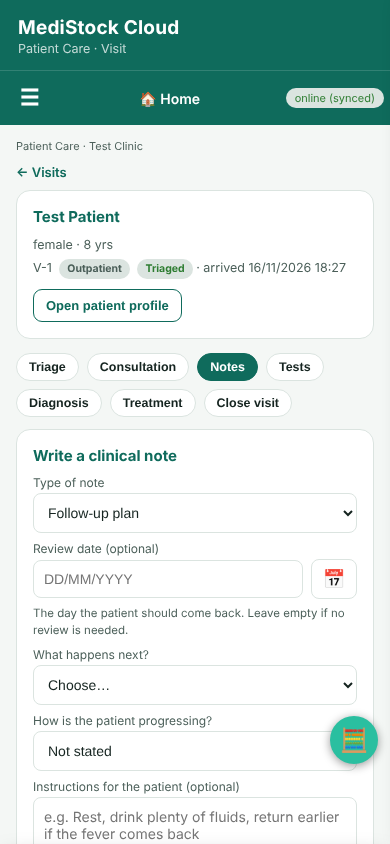 MediStock Cloud
Patient Care · Visit
☰
🏠 Home
online (synced)
Patient Care · Test Clinic
← Visits
Test Patient
female · 8 yrs
V-1 Outpatient Triaged · arrived 16/11/2026 18:27
Open patient profile
Triage Consultation Notes Tests
Diagnosis Treatment Close visit
Write a clinical note
Type of note
Follow-up plan
Review date (optional)
DD/MM/YYYY
The day the patient should come back. Leave empty if no
review is needed.
What happens next?
Choose...
How is the patient progressing?
Not stated
Instructions for the patient (optional)
e.g. Rest, drink plenty of fluids, return earlier
if the fever comes back